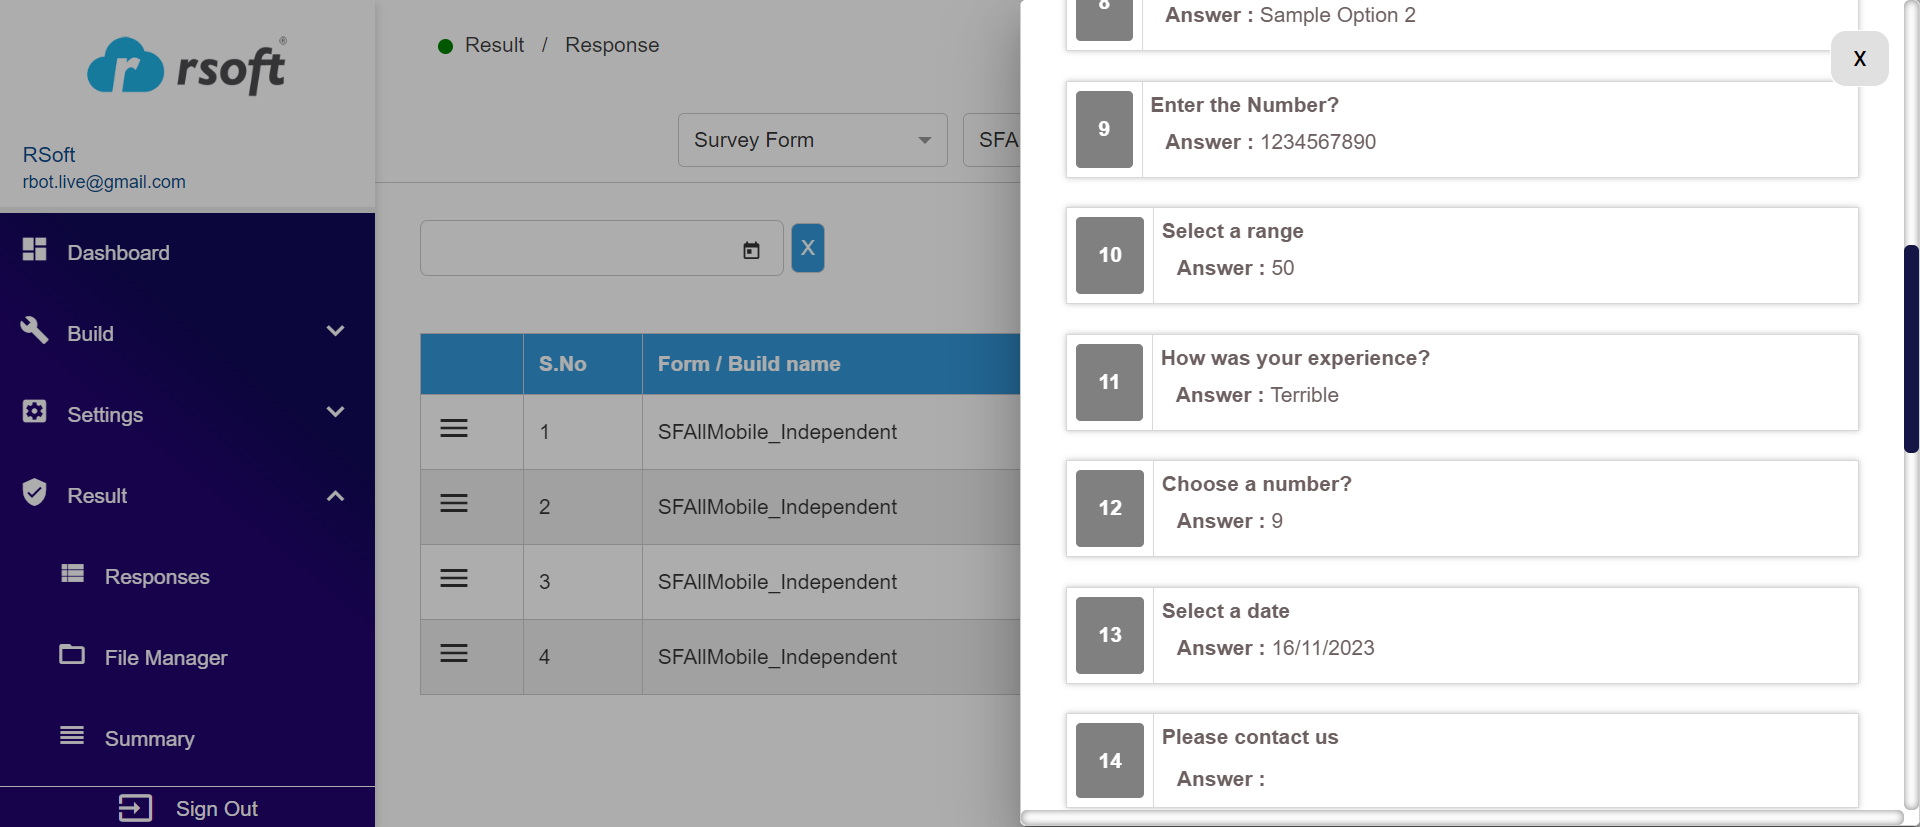 rsoft®
RSoft
rbot.live@gmail.com
Dashboard
Build
Settings
Result
Responses
File Manager
Summary
Sign Out
Result / Response
Survey Form
SFA
X
S.No
Form / Build name
1
SFAllMobile_Independent
2
SFAllMobile_Independent
3
SFAllMobile_Independent
4
SFAllMobile_Independent
X
8
Answer : Sample Option 2
9
Enter the Number?
Answer : 1234567890
10
Select a range
Answer : 50
11
How was your experience?
Answer : Terrible
12
Choose a number?
Answer : 9
13
Select a date
Answer : 16/11/2023
14
Please contact us
Answer :